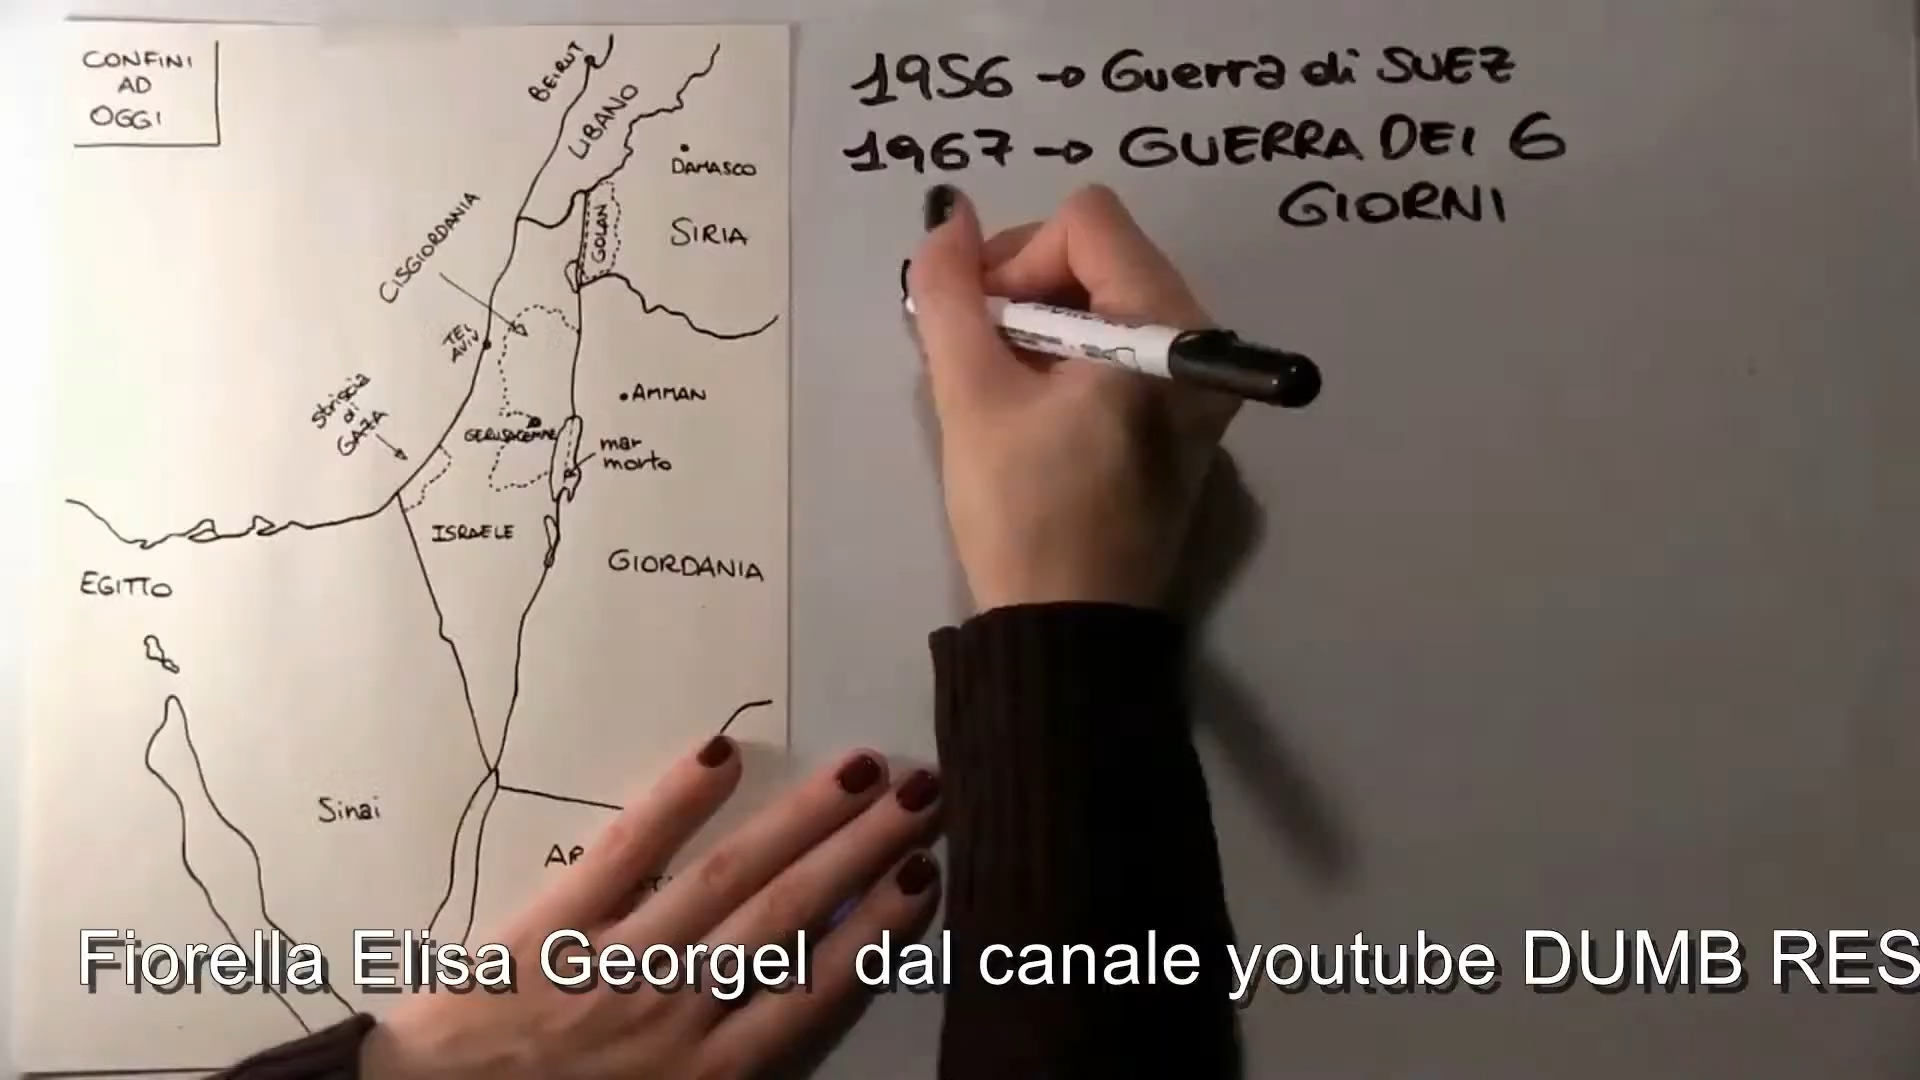 CONFINI
AD
OGGI
BEIRUT
LIBANO
DAMASCO
GOLAN
SIRIA
CISGIORDANIA
TEL
AVIV
striscia
di
GAZA
AMMAN
GERUSALEMME
mar
morto
ISRAELE
GIORDANIA
EGITTO
Sinai
1956 → Guerra di SUEZ
1967 → GUERRA DEI 6
GIORNI
Fiorella Elisa Georgel dal canale youtube DUMB RES